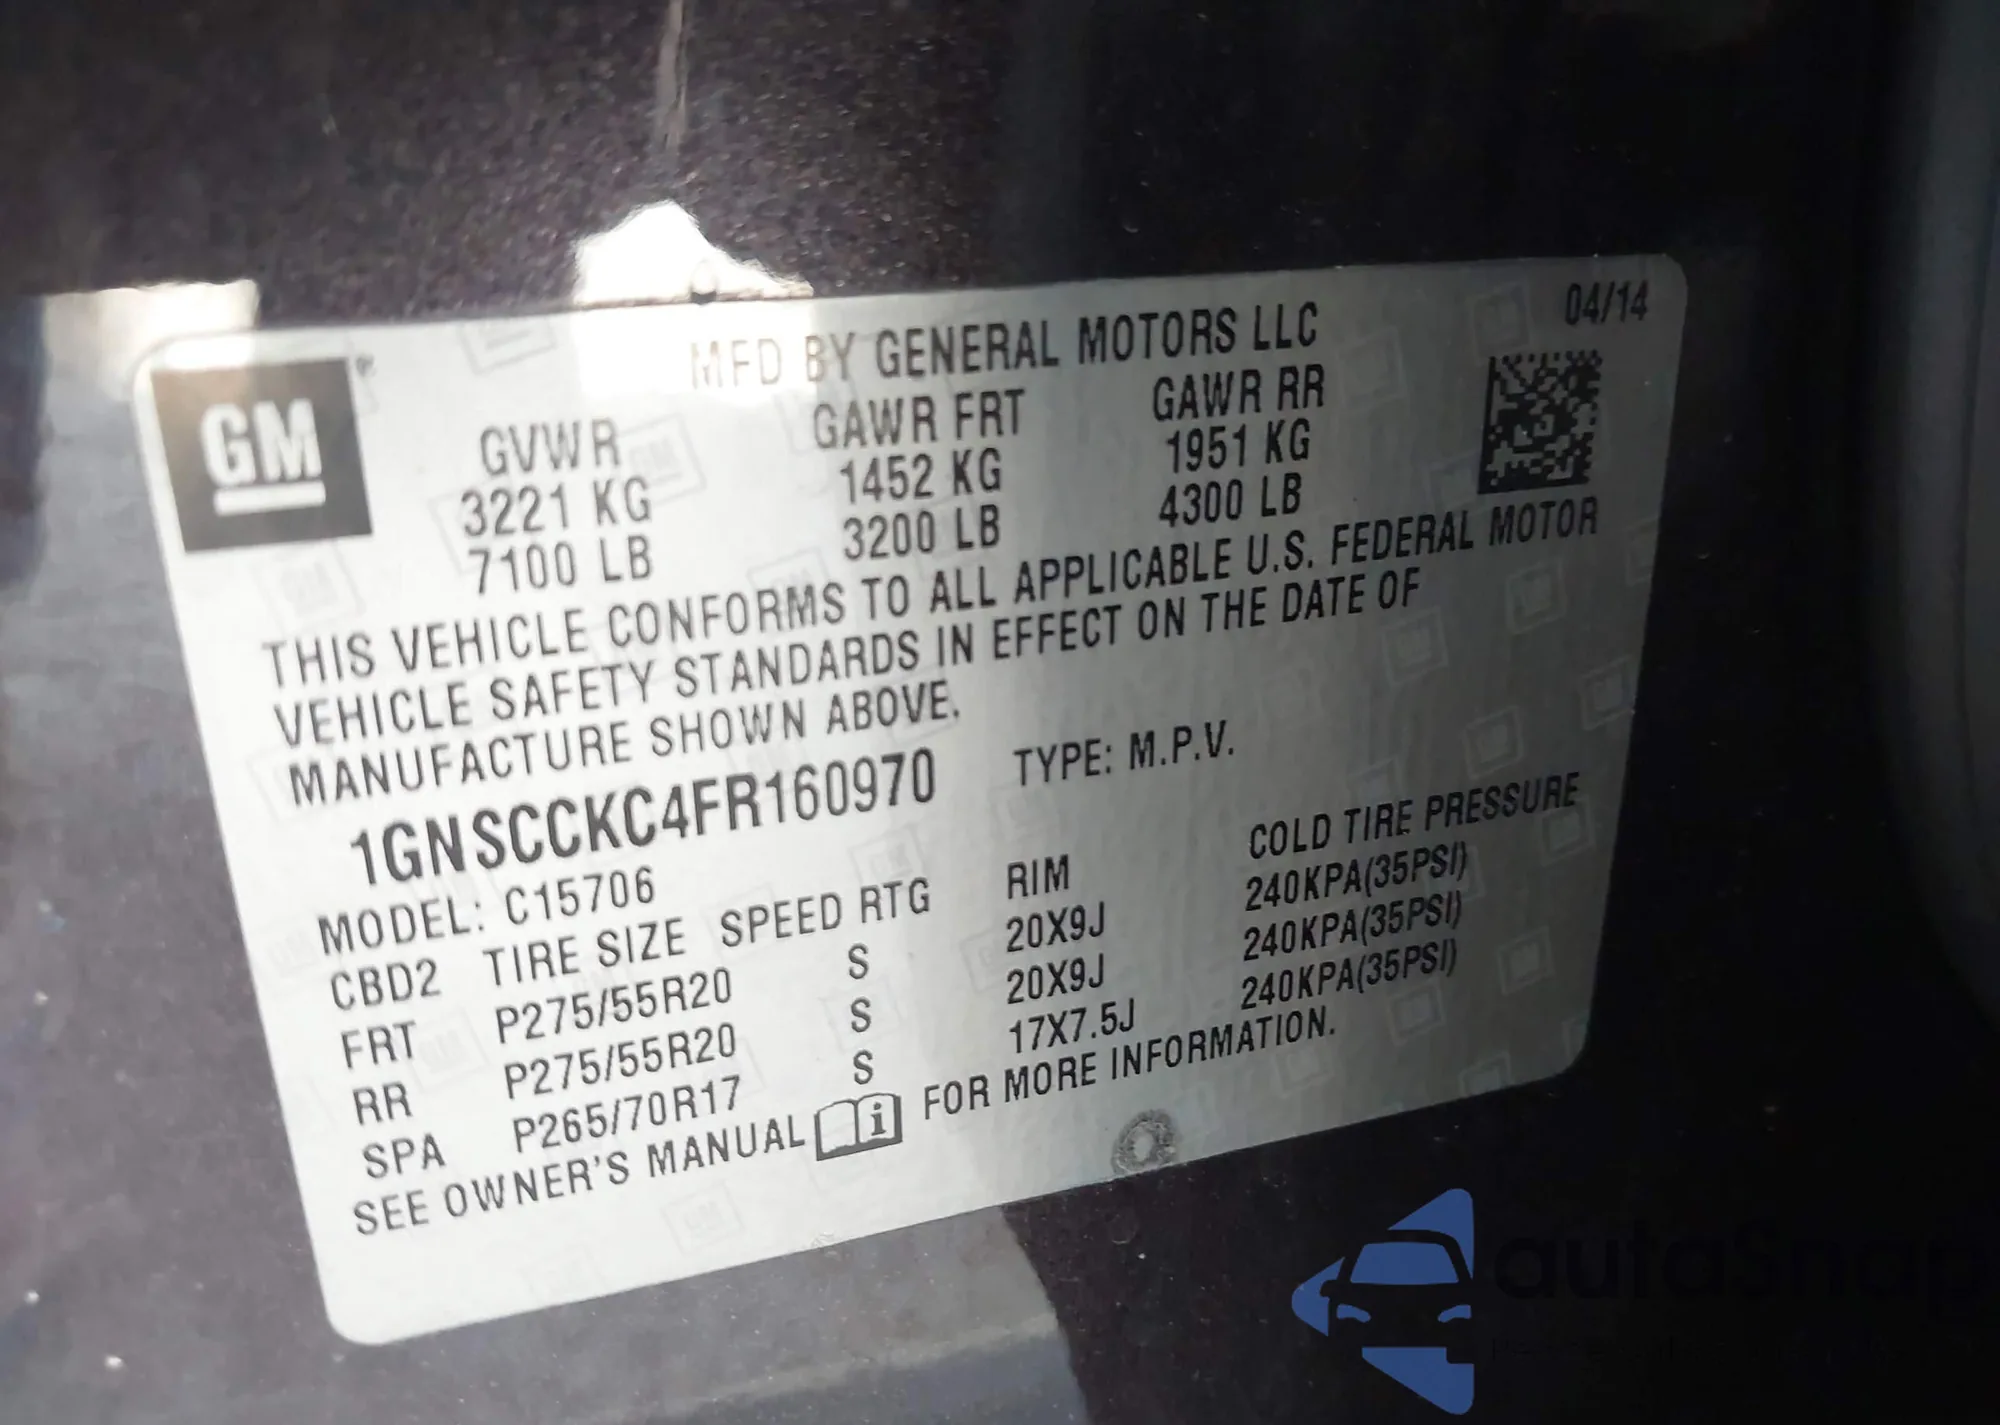 04/14
MFD BY GENERAL MOTORS LLC
GM
GVWR GAWR FRT GAWR RR
3221 KG 1452 KG 1951 KG
7100 LB 3200 LB 4300 LB
THIS VEHICLE CONFORMS TO ALL APPLICABLE U.S. FEDERAL MOTOR
VEHICLE SAFETY STANDARDS IN EFFECT ON THE DATE OF
MANUFACTURE SHOWN ABOVE.
1GNSCCKC4FR160970 TYPE: M.P.V.
MODEL: C15706
CBD2 TIRE SIZE SPEED RTG RIM COLD TIRE PRESSURE
FRT P275/55R20 S 20X9J 240KPA(35PSI)
RR P275/55R20 S 20X9J 240KPA(35PSI)
SPA P265/70R17 S 17X7.5J 240KPA(35PSI)
SEE OWNER'S MANUAL i FOR MORE INFORMATION.
autoSnap